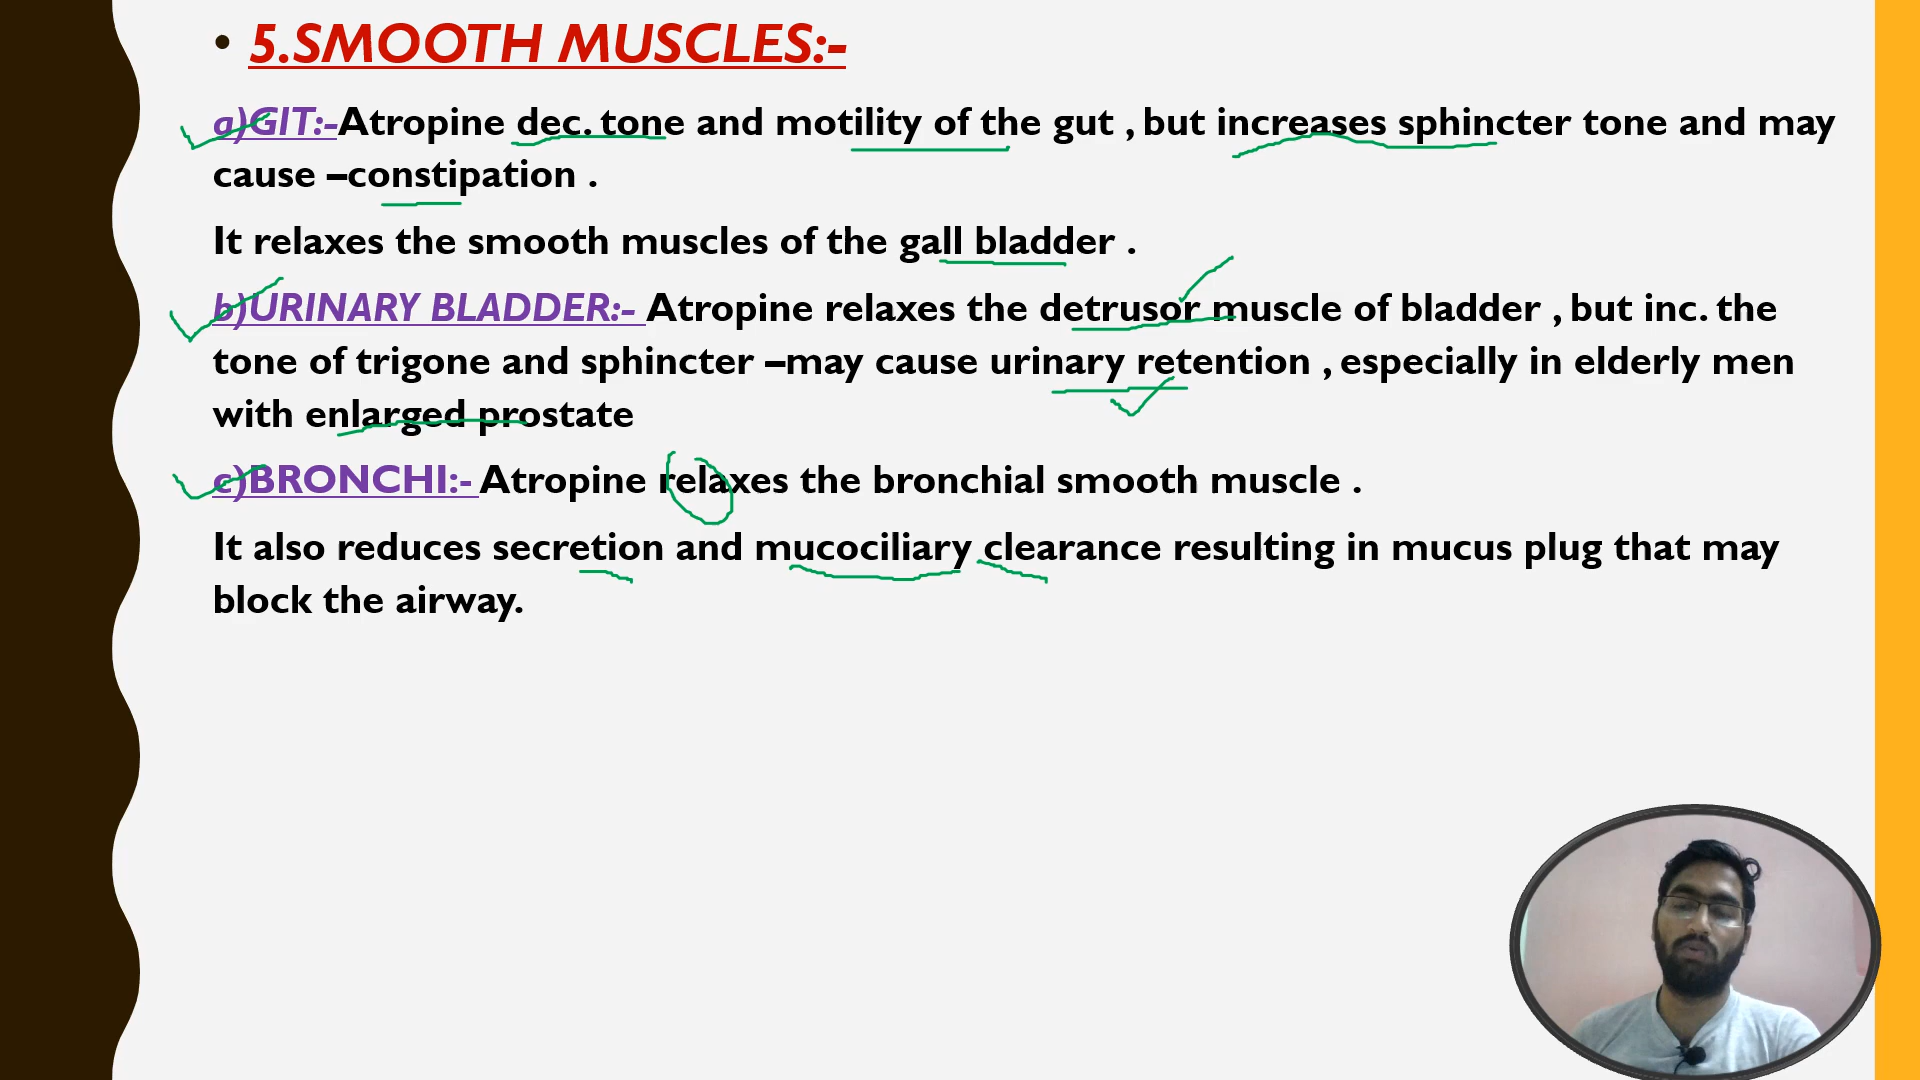 • 5.SMOOTH MUSCLES:-
a)GIT:-Atropine dec. tone and motility of the gut , but increases sphincter tone and may
cause –constipation .
It relaxes the smooth muscles of the gall bladder .
b)URINARY BLADDER:- Atropine relaxes the detrusor muscle of bladder , but inc. the
tone of trigone and sphincter –may cause urinary retention , especially in elderly men
with enlarged prostate
c)BRONCHI:- Atropine relaxes the bronchial smooth muscle .
It also reduces secretion and mucociliary clearance resulting in mucus plug that may
block the airway.